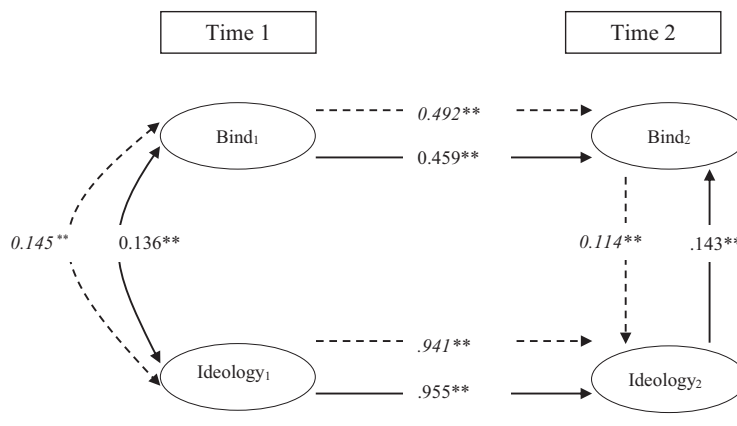 Time 1
Time 2
Bind₁
0.492**
Bind₂
0.459**
0.145**
0.136**
0.114**
.143**
Ideology₁
.941**
Ideology₂
.955**